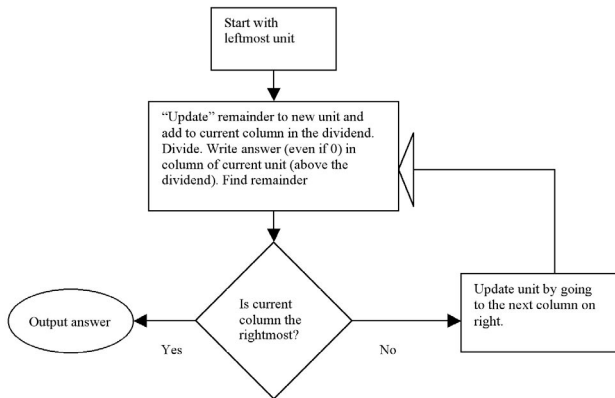 Start with
leftmost unit
“Update” remainder to new unit and
add to current column in the dividend.
Divide. Write answer (even if 0) in
column of current unit (above the
dividend). Find remainder
Is current
column the
rightmost?
Output answer
Yes
No
Update unit by going
to the next column on
right.